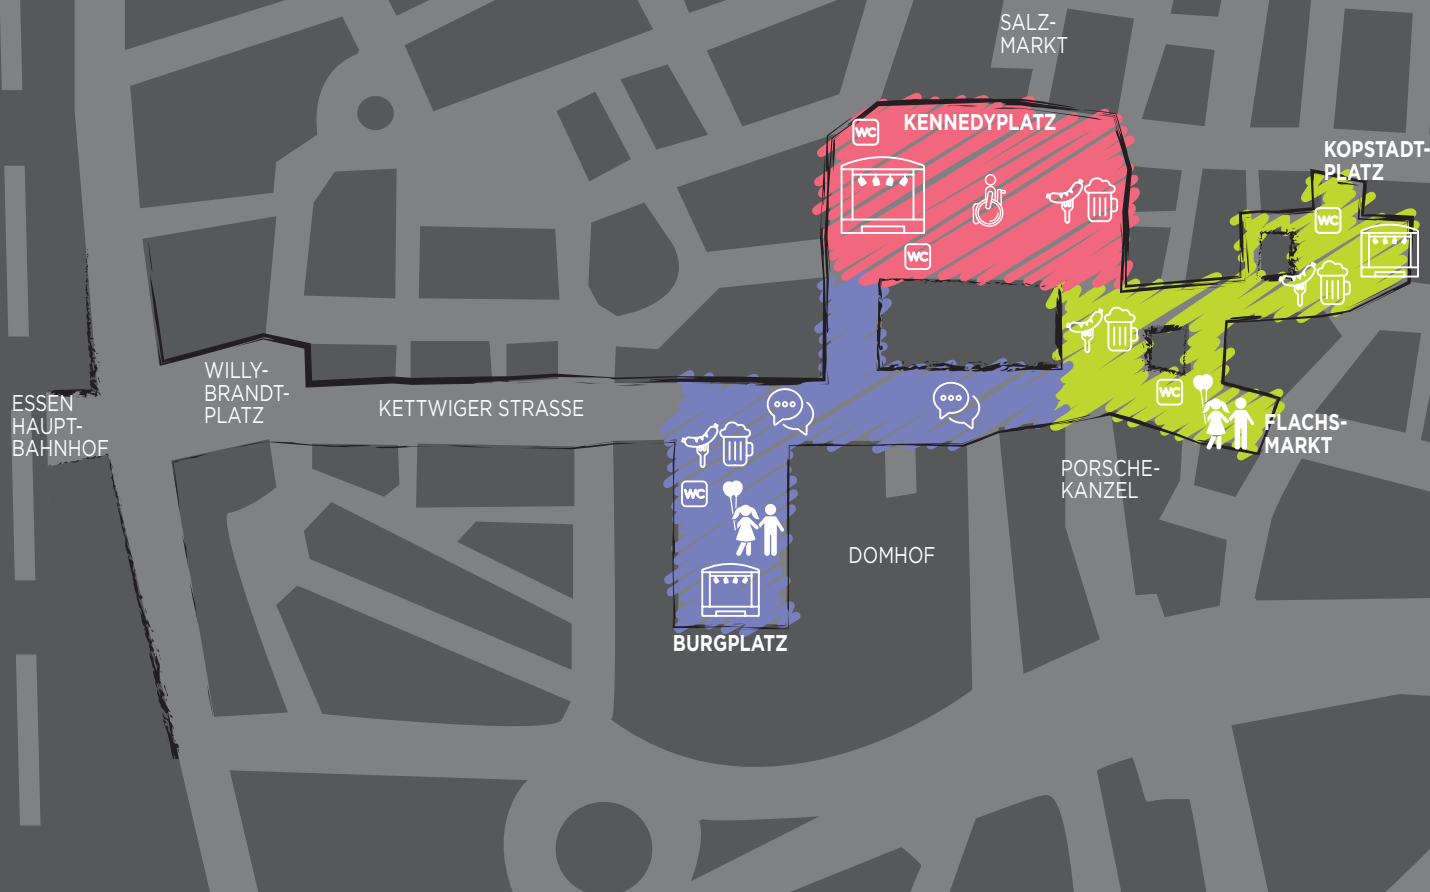 SALZ-
MARKT
WC
KENNEDYPLATZ
KOPSTADT-
PLATZ
WC
WC
WILLY-
BRANDT-
PLATZ
ESSEN
HAUPT-
BAHNHOF
KETTWIGER STRASSE
WC
FLACHS-
MARKT
PORSCHE-
KANZEL
WC
DOMHOF
BURGPLATZ